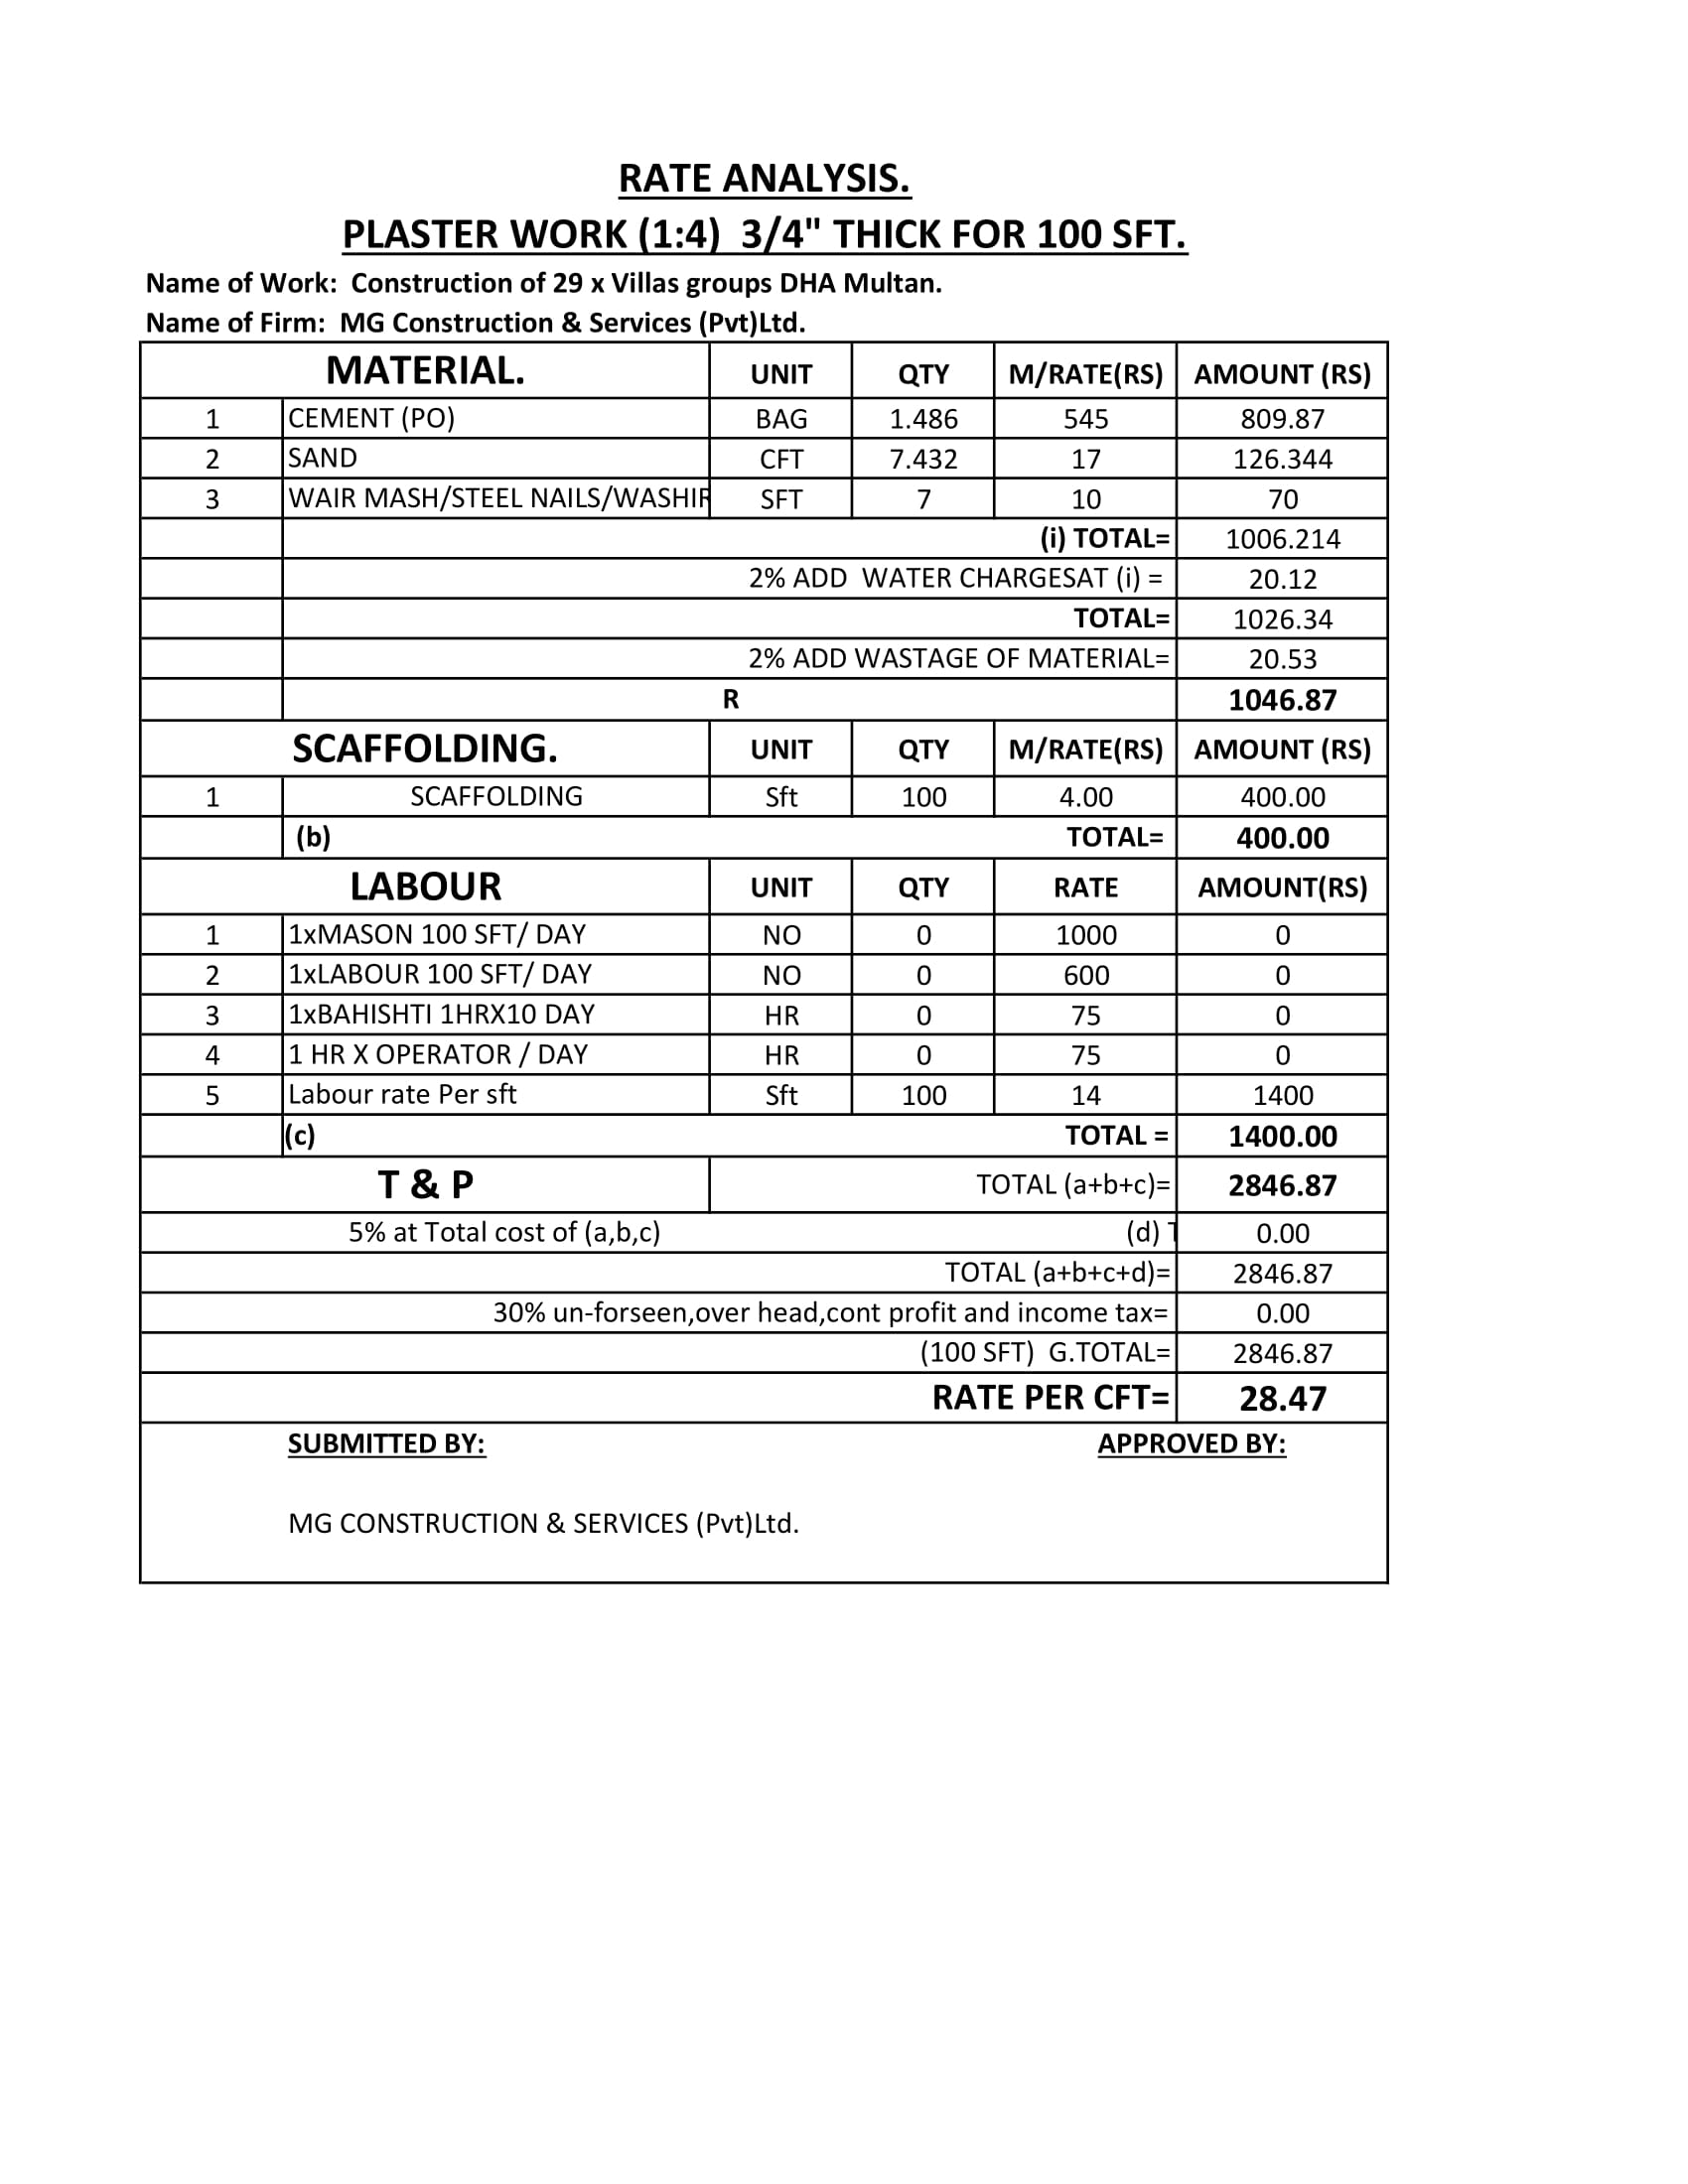 RATE ANALYSIS.
PLASTER WORK (1:4) 3/4" THICK FOR 100 SFT.
Name of Work: Construction of 29 x Villas groups DHA Multan.
Name of Firm: MG Construction & Services (Pvt)Ltd.
MATERIAL. UNIT QTY M/RATE(RS) AMOUNT (RS)
1 CEMENT (PO) BAG 1.486 545 809.87
2 SAND CFT 7.432 17 126.344
3 WAIR MASH/STEEL NAILS/WASHIR SFT 7 10 70
(i) TOTAL= 1006.214
2% ADD WATER CHARGESAT (i) = 20.12
TOTAL= 1026.34
2% ADD WASTAGE OF MATERIAL= 20.53
R 1046.87
SCAFFOLDING. UNIT QTY M/RATE(RS) AMOUNT (RS)
1 SCAFFOLDING Sft 100 4.00 400.00
(b) TOTAL= 400.00
LABOUR UNIT QTY RATE AMOUNT(RS)
1 1xMASON 100 SFT/ DAY NO 0 1000 0
2 1xLABOUR 100 SFT/ DAY NO 0 600 0
3 1xBAHISHTI 1HRX10 DAY HR 0 75 0
4 1 HR X OPERATOR / DAY HR 0 75 0
5 Labour rate Per sft Sft 100 14 1400
(c) TOTAL = 1400.00
T & P TOTAL (a+b+c)= 2846.87
5% at Total cost of (a,b,c) (d) T 0.00
TOTAL (a+b+c+d)= 2846.87
30% un-forseen,over head,cont profit and income tax= 0.00
(100 SFT) G.TOTAL= 2846.87
RATE PER CFT= 28.47
SUBMITTED BY: APPROVED BY:
MG CONSTRUCTION & SERVICES (Pvt)Ltd.